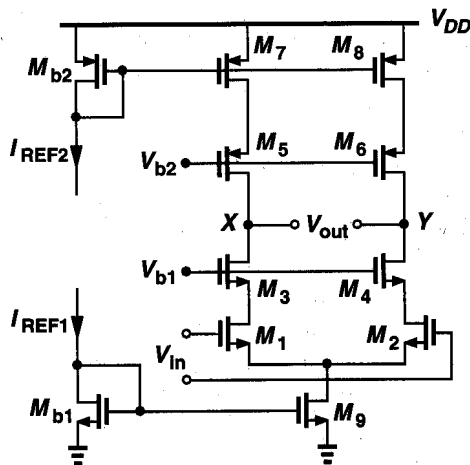 V_DD
M_b2
M_7
M_8
I_REF2
V_b2
M_5
M_6
X
V_out
Y
V_b1
M_3
M_4
I_REF1
V_in
M_1
M_2
M_b1
M_9